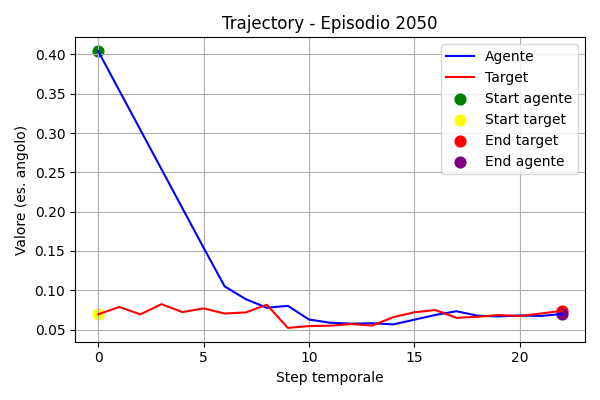 Trajectory - Episodio 2050
Valore (es. angolo)
0.40
0.35
0.30
0.25
0.20
0.15
0.10
0.05
Agente
Target
Start agente
Start target
End target
End agente
0 5 10 15 20
Step temporale